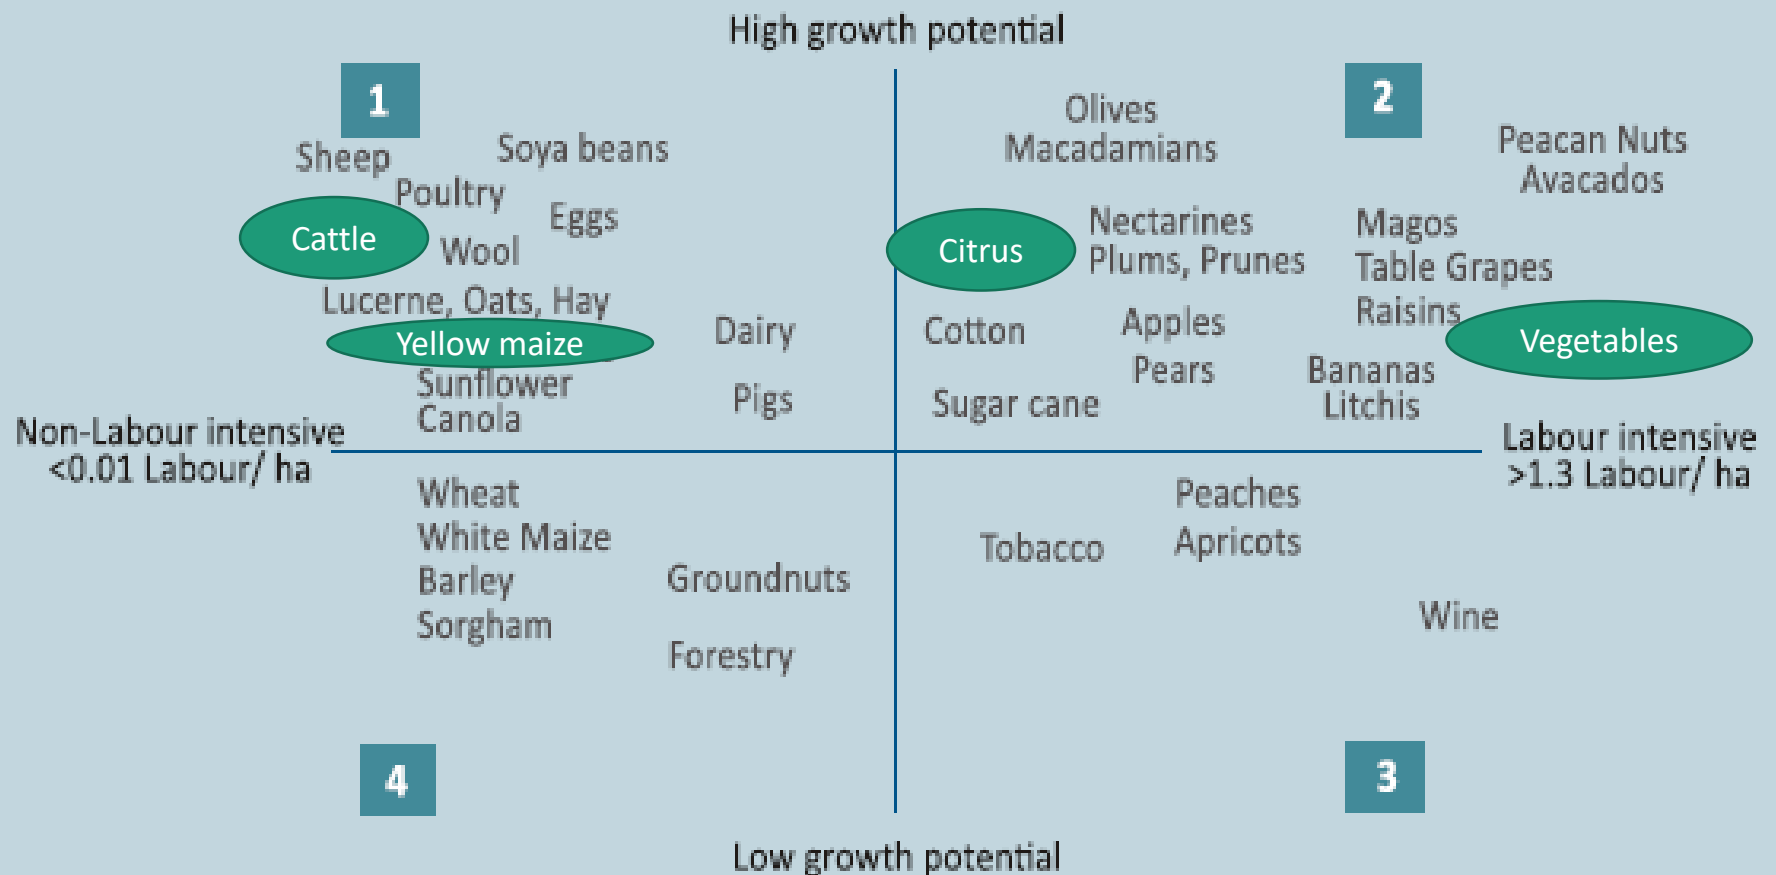 High growth potential
1
Sheep
Soya beans
Poultry
Eggs
Cattle
Wool
Lucerne, Oats, Hay
Yellow maize
Dairy
Sunflower
Canola
Pigs
2
Olives
Macadamians
Peacan Nuts
Avacados
Citrus
Nectarines
Plums, Prunes
Magos
Table Grapes
Raisins
Cotton
Apples
Pears
Vegetables
Sugar cane
Bananas
Litchis
Non-Labour intensive
<0.01 Labour/ ha
Labour intensive
>1.3 Labour/ ha
Wheat
White Maize
Barley
Sorgham
Groundnuts
Forestry
4
Peaches
Apricots
Tobacco
Wine
3
Low growth potential